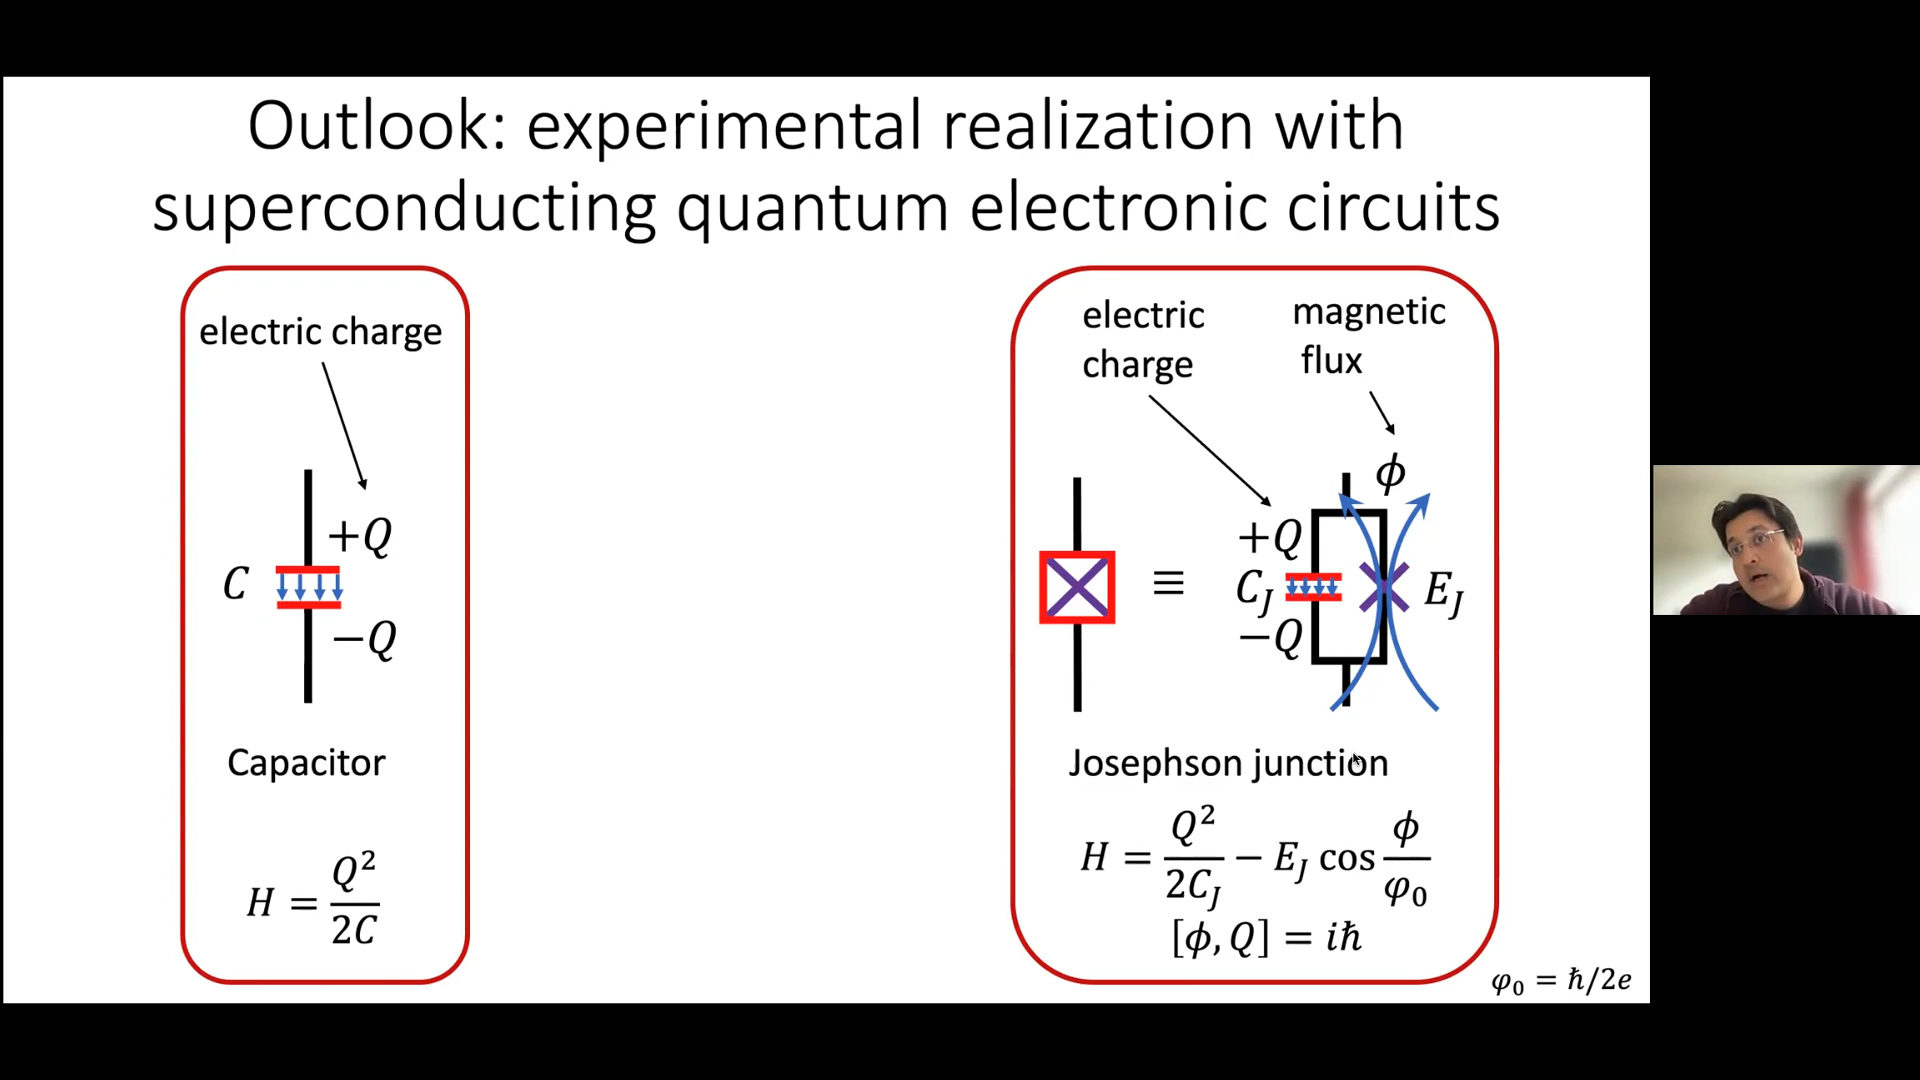 Outlook: experimental realization with
superconducting quantum electronic circuits
electric charge
+Q
C
−Q
Capacitor
H = Q²/2C
electric
charge
magnetic
flux
ϕ
≡
+Q
C_J
−Q
E_J
Josephson junction
H = Q²/2C_J − E_J cos ϕ/φ₀
[ϕ, Q] = iħ
φ₀ = ħ/2e